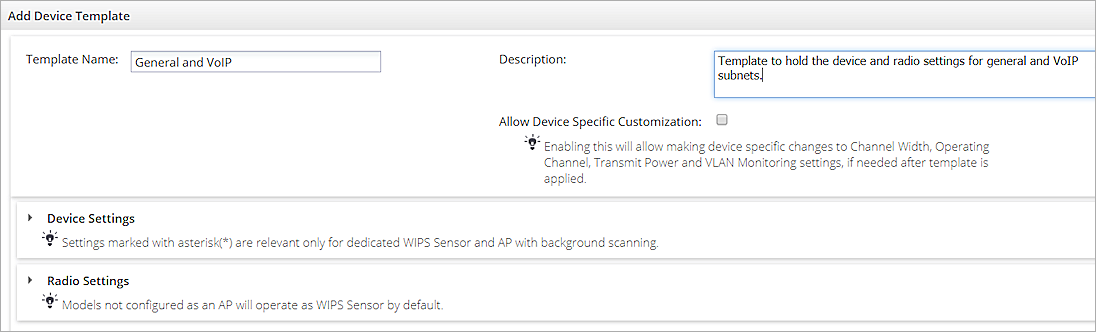 Add Device Template
Template Name: General and VoIP
Description: Template to hold the device and radio settings for general and VoIP
subnets.
Allow Device Specific Customization:
Enabling this will allow making device specific changes to Channel Width, Operating
Channel, Transmit Power and VLAN Monitoring settings, if needed after template is
applied.
Device Settings
Settings marked with asterisk(*) are relevant only for dedicated WIPS Sensor and AP with background scanning.
Radio Settings
Models not configured as an AP will operate as WIPS Sensor by default.